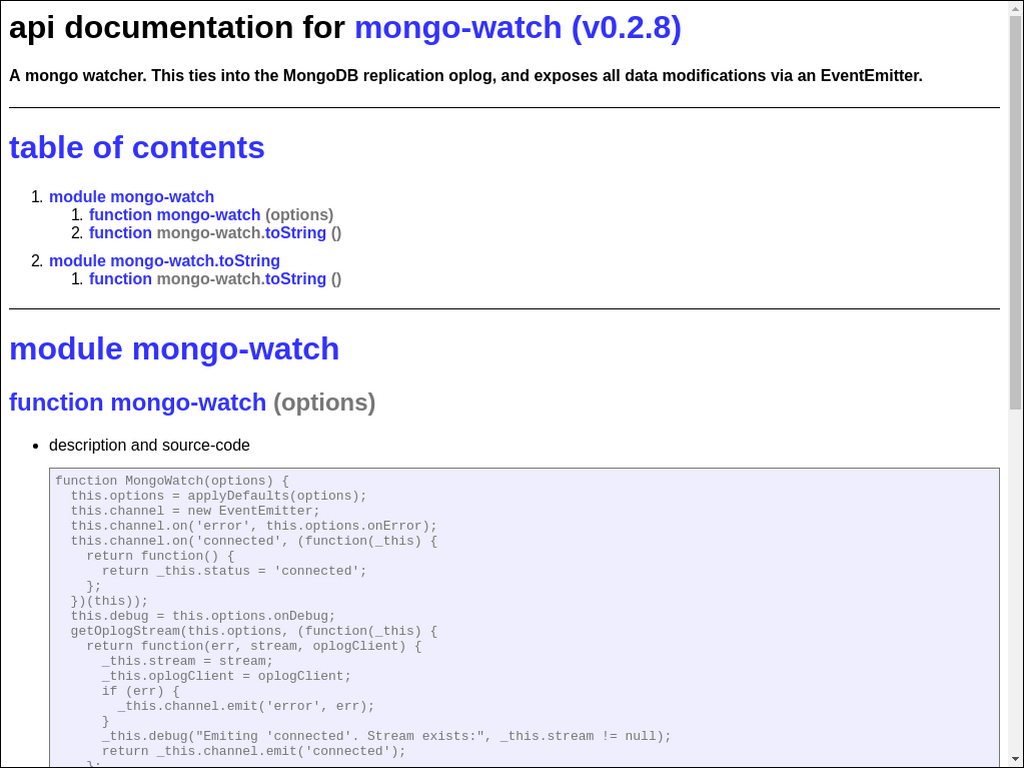 api documentation for mongo-watch (v0.2.8)
A mongo watcher. This ties into the MongoDB replication oplog, and exposes all data modifications via an EventEmitter.
table of contents
1. module mongo-watch
1. function mongo-watch (options)
2. function mongo-watch.toString ()
2. module mongo-watch.toString
1. function mongo-watch.toString ()
module mongo-watch
function mongo-watch (options)
• description and source-code
function MongoWatch(options) {
  this.options = applyDefaults(options);
  this.channel = new EventEmitter;
  this.channel.on('error', this.options.onError);
  this.channel.on('connected', (function(_this) {
    return function() {
      return _this.status = 'connected';
    };
  })(this));
  this.debug = this.options.onDebug;
  getOplogStream(this.options, (function(_this) {
    return function(err, stream, oplogClient) {
      _this.stream = stream;
      _this.oplogClient = oplogClient;
      if (err) {
        _this.channel.emit('error', err);
      }
      _this.debug("Emiting 'connected'. Stream exists:", _this.stream != null);
      return _this.channel.emit('connected');
    };